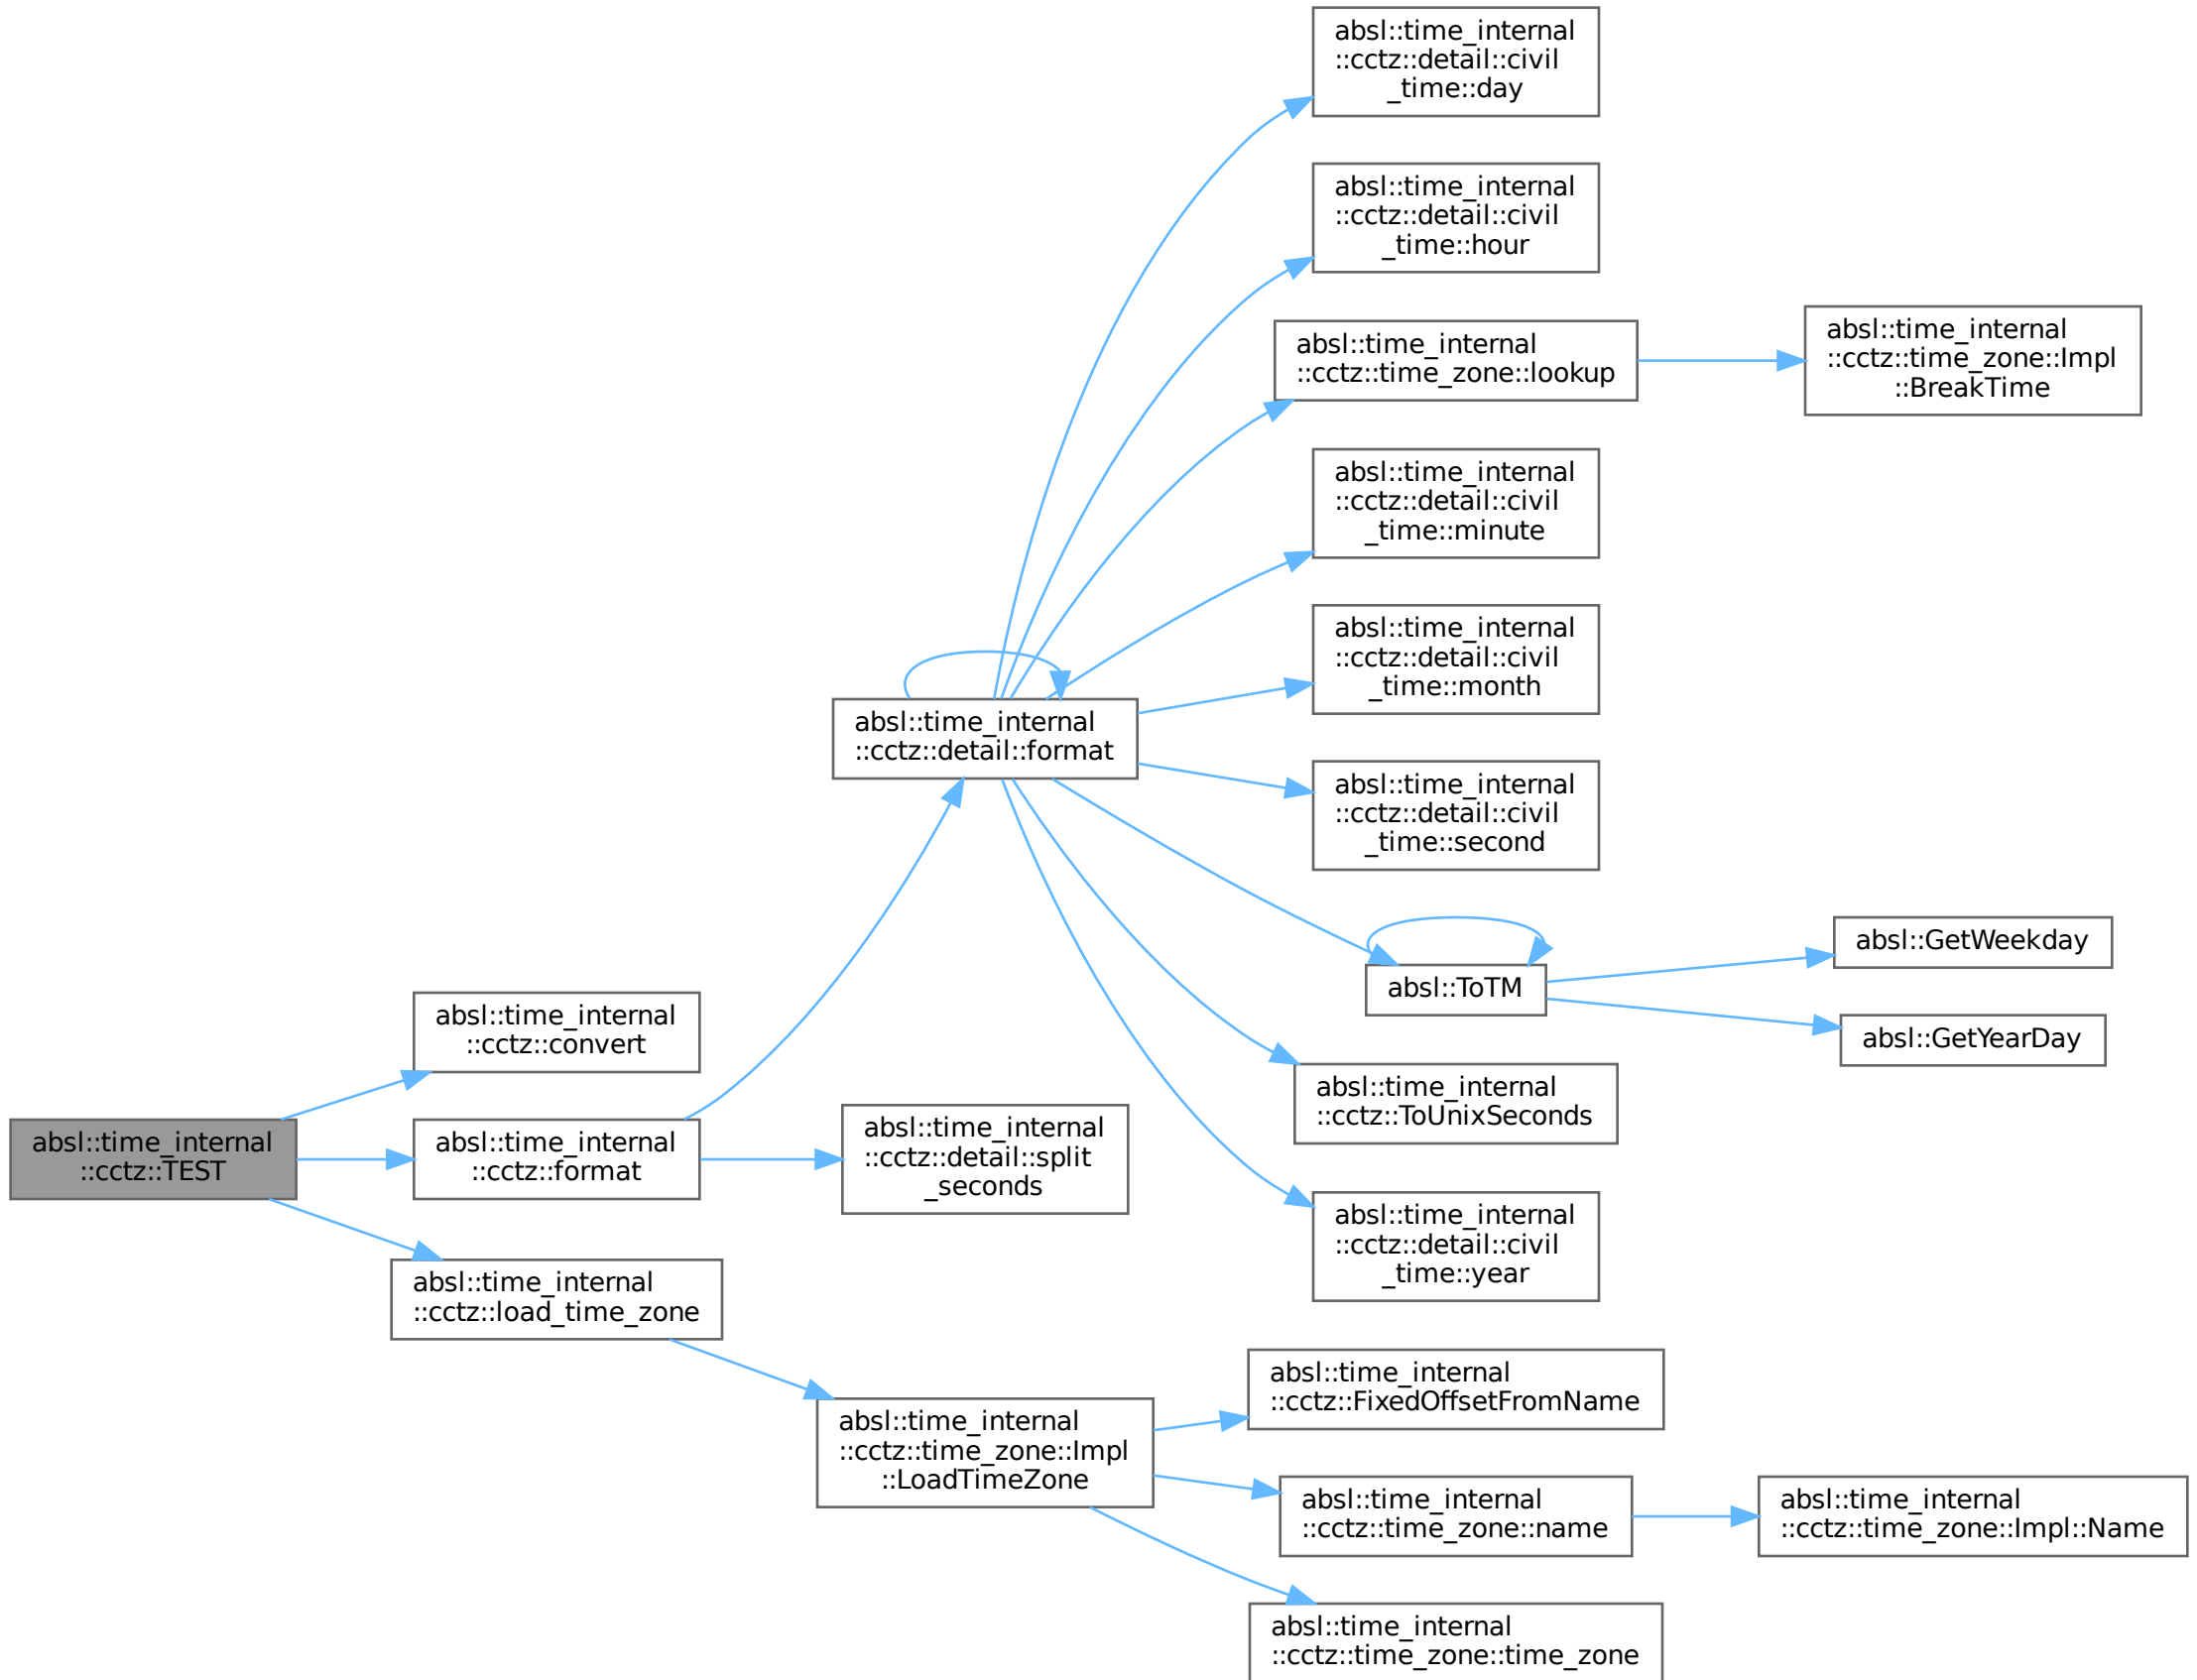 absl::time_internal
::cctz::detail::civil
_time::day
absl::time_internal
::cctz::detail::civil
_time::hour
absl::time_internal
::cctz::time_zone::lookup
absl::time_internal
::cctz::time_zone::Impl
::BreakTime
absl::time_internal
::cctz::detail::civil
_time::minute
absl::time_internal
::cctz::detail::civil
_time::month
absl::time_internal
::cctz::detail::format
absl::time_internal
::cctz::detail::civil
_time::second
absl::GetWeekday
absl::ToTM
absl::GetYearDay
absl::time_internal
::cctz::convert
absl::time_internal
::cctz::ToUnixSeconds
absl::time_internal
::cctz::TEST
absl::time_internal
::cctz::format
absl::time_internal
::cctz::detail::split
_seconds
absl::time_internal
::cctz::detail::civil
_time::year
absl::time_internal
::cctz::load_time_zone
absl::time_internal
::cctz::FixedOffsetFromName
absl::time_internal
::cctz::time_zone::Impl
::LoadTimeZone
absl::time_internal
::cctz::time_zone::name
absl::time_internal
::cctz::time_zone::Impl::Name
absl::time_internal
::cctz::time_zone::time_zone